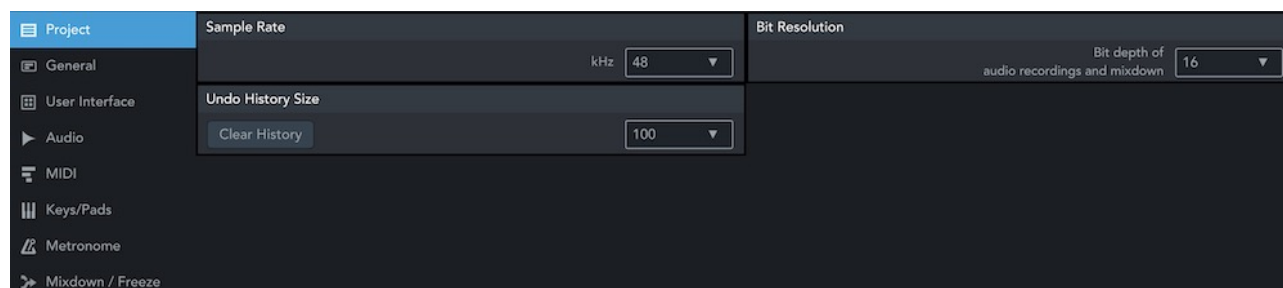 Project
General
User Interface
Audio
MIDI
Keys/Pads
Metronome
Mixdown / Freeze
Sample Rate
kHz 48
Undo History Size
Clear History 100
Bit Resolution
Bit depth of
audio recordings and mixdown 16